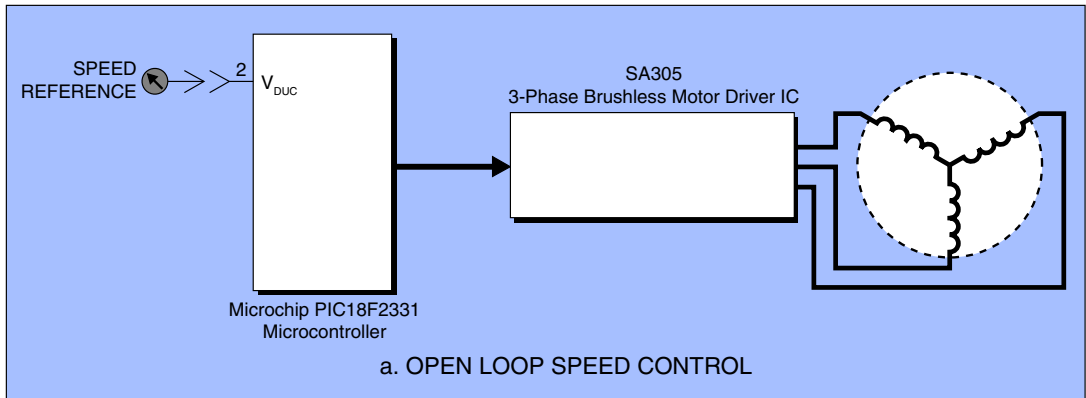 SPEED
REFERENCE
2
V_DUC
SA305
3-Phase Brushless Motor Driver IC
Microchip PIC18F2331
Microcontroller
a. OPEN LOOP SPEED CONTROL